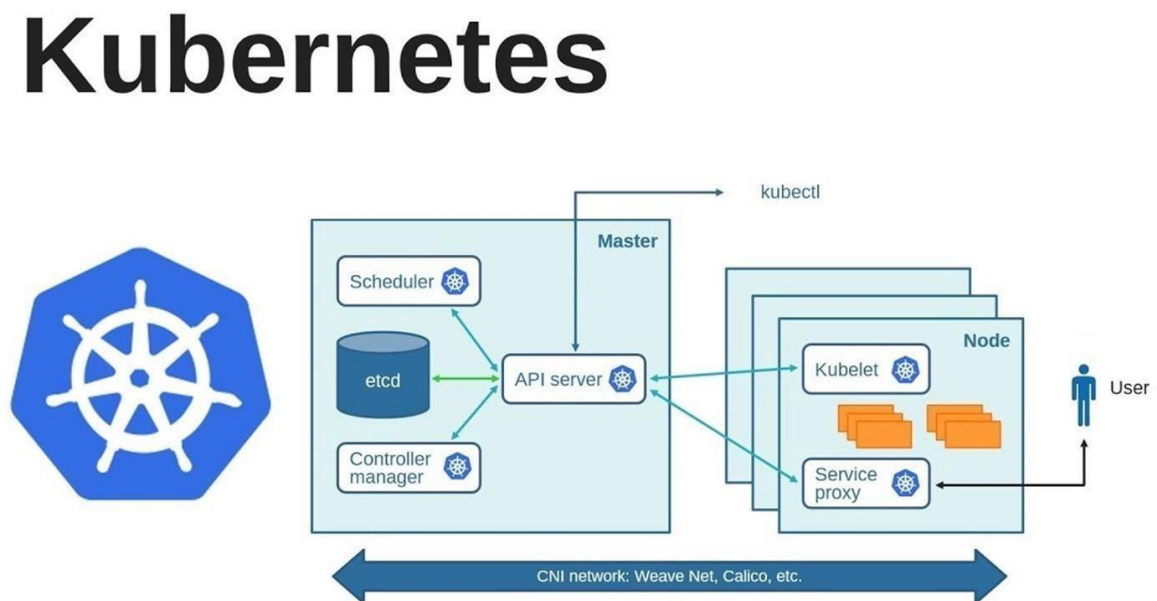 Kubernetes
kubectl
Master
Scheduler
etcd
API server
Controller
manager
Node
Kubelet
Service
proxy
User
CNI network: Weave Net, Calico, etc.